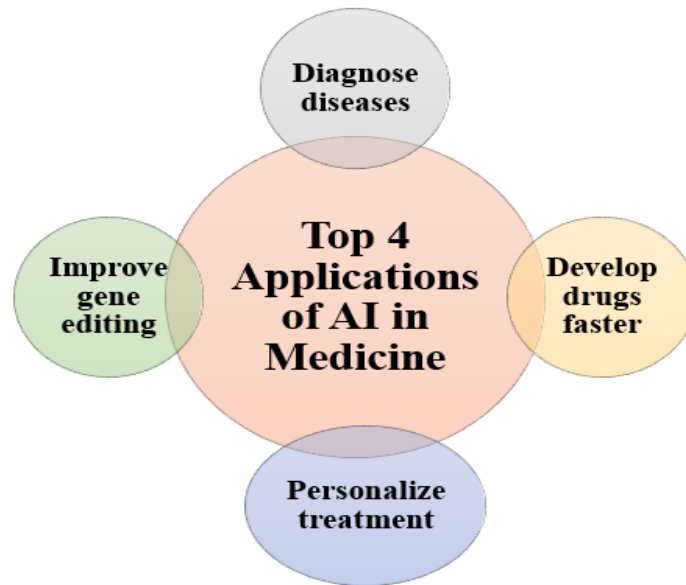 Diagnose
diseases
Top 4
Applications
of AI in
Medicine
Improve
gene
editing
Develop
drugs
faster
Personalize
treatment